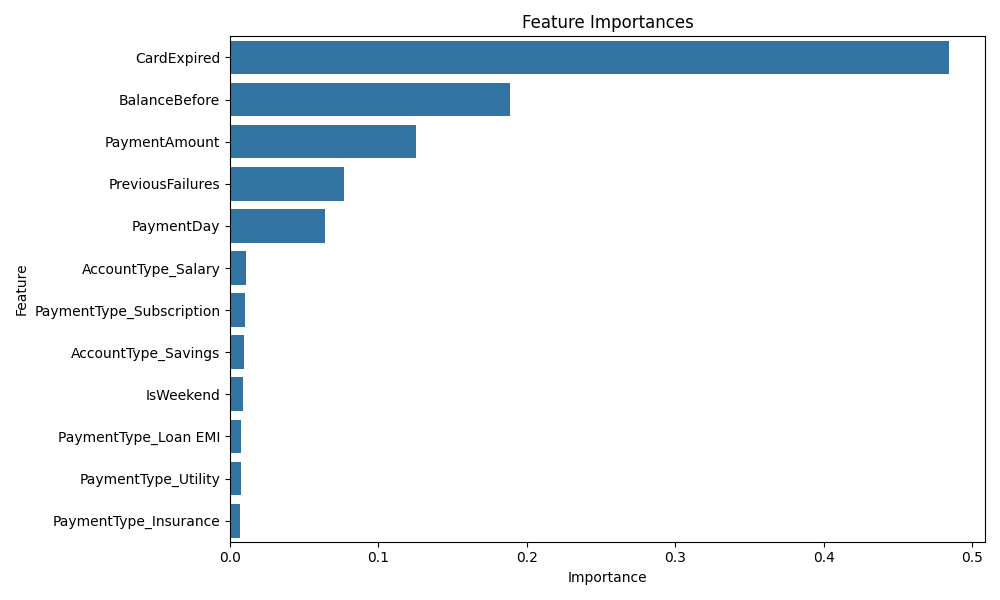 Feature Importances
Feature
CardExpired
BalanceBefore
PaymentAmount
PreviousFailures
PaymentDay
AccountType_Salary
PaymentType_Subscription
AccountType_Savings
IsWeekend
PaymentType_Loan EMI
PaymentType_Utility
PaymentType_Insurance
0.0 0.1 0.2 0.3 0.4 0.5
Importance